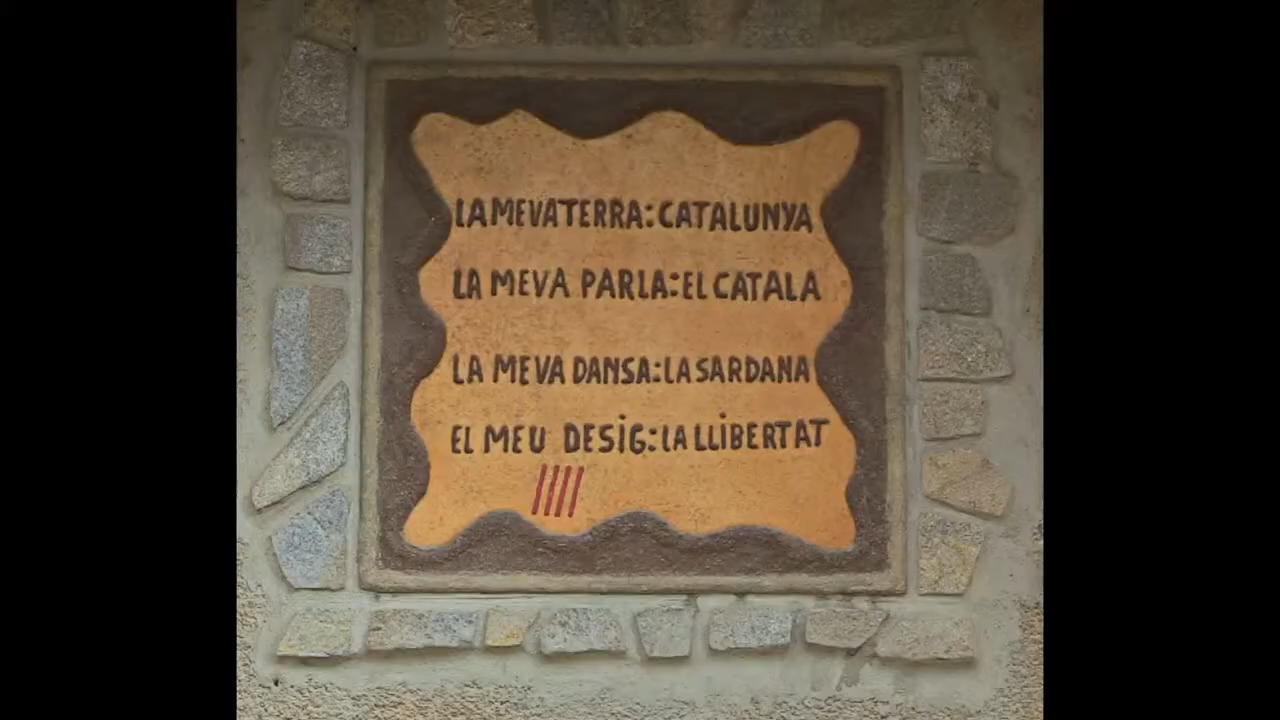 LA MEVA TERRA: CATALUNYA
LA MEVA PARLA: EL CATALA
LA MEVA DANSA: LA SARDANA
EL MEU DESiG: LA LLiBERTAT